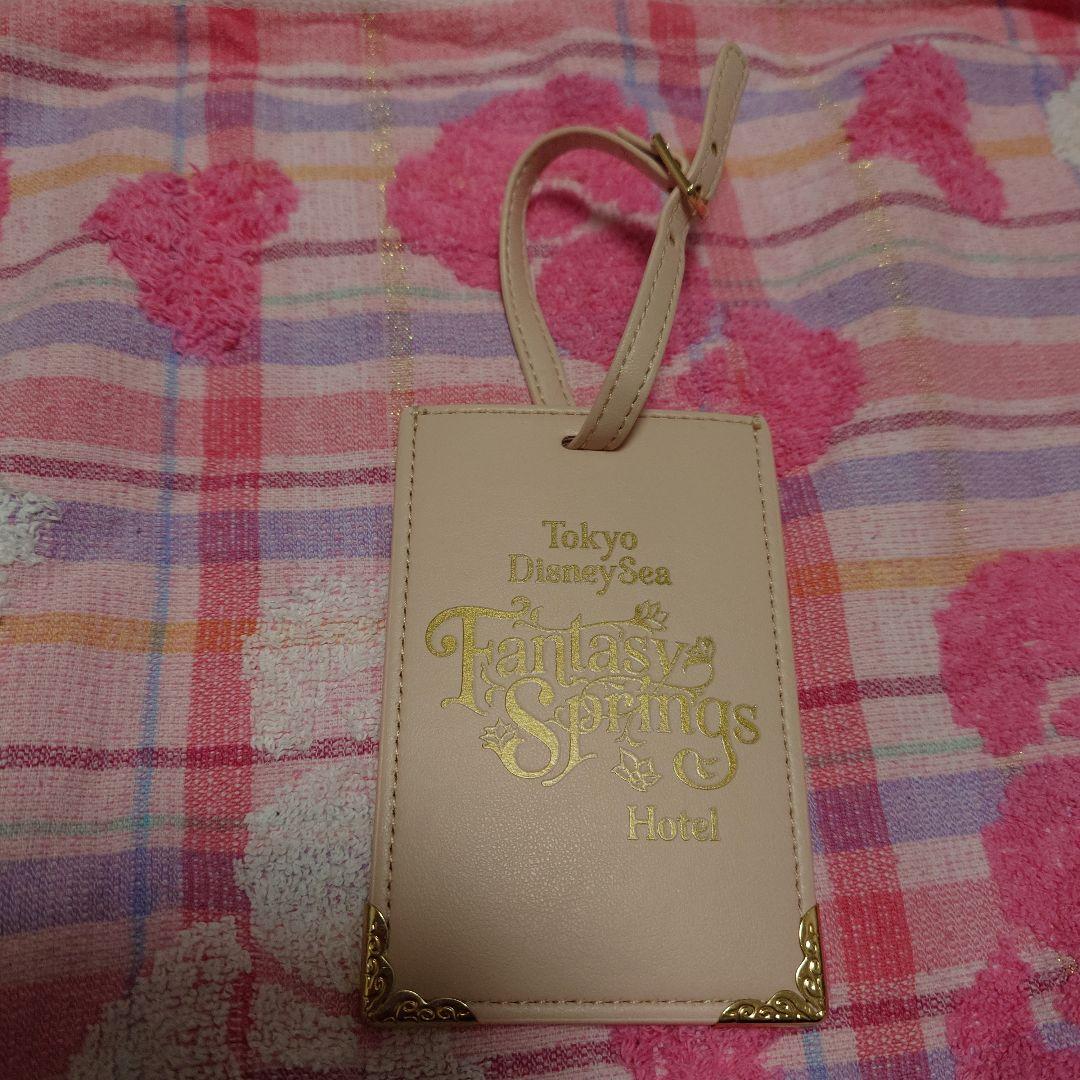 Tokyo
DisneySea
Fantasy
Springs
Hotel